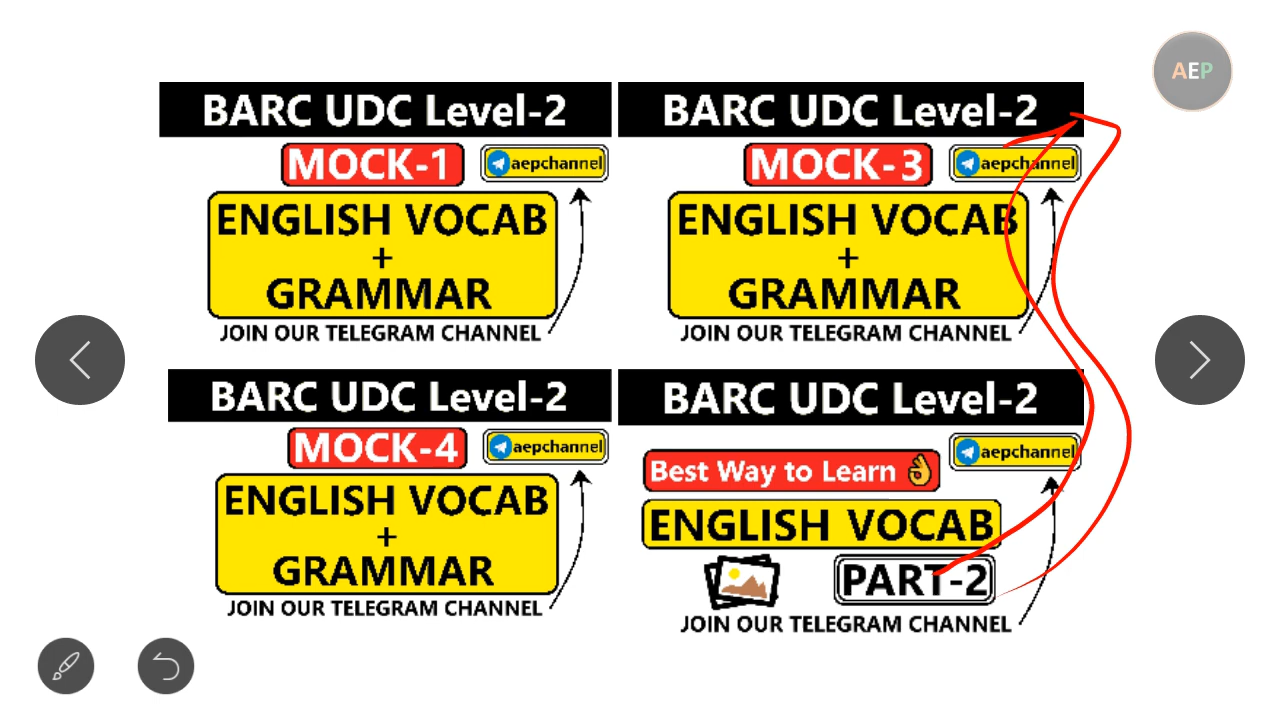 AEP
BARC UDC Level-2
MOCK-1
aepchannel
ENGLISH VOCAB
+
GRAMMAR
JOIN OUR TELEGRAM CHANNEL
BARC UDC Level-2
MOCK-3
aepchannel
ENGLISH VOCAB
+
GRAMMAR
JOIN OUR TELEGRAM CHANNEL
BARC UDC Level-2
MOCK-4
aepchannel
ENGLISH VOCAB
+
GRAMMAR
JOIN OUR TELEGRAM CHANNEL
BARC UDC Level-2
aepchannel
Best Way to Learn 👌
ENGLISH VOCAB
PART-2
JOIN OUR TELEGRAM CHANNEL